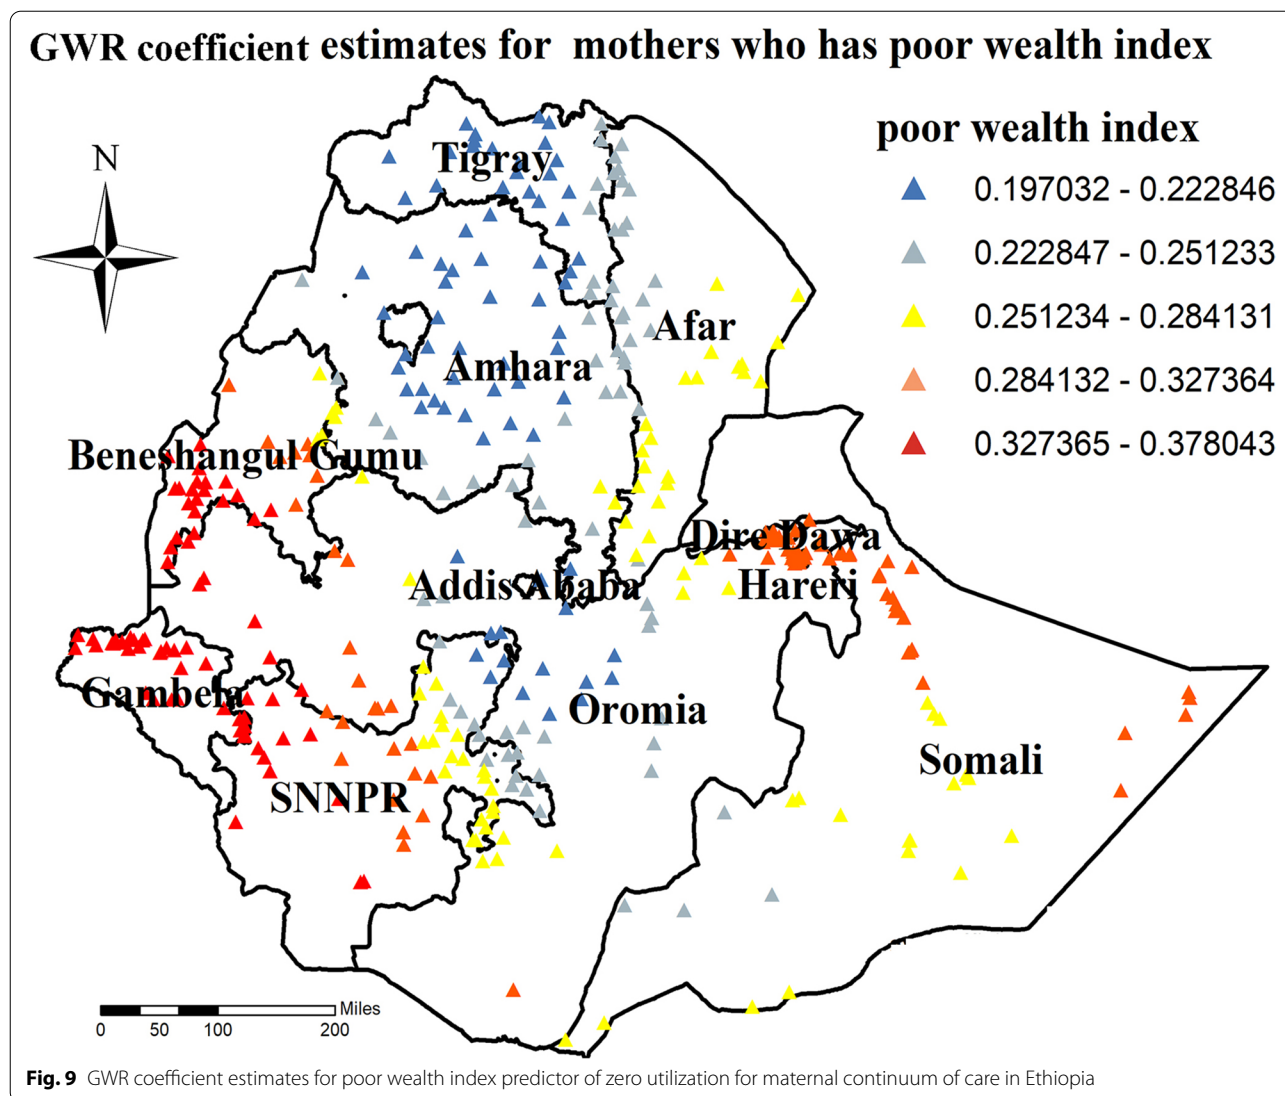 GWR coefficient estimates for mothers who has poor wealth index
poor wealth index
N
0.197032 - 0.222846
0.222847 - 0.251233
0.251234 - 0.284131
0.284132 - 0.327364
0.327365 - 0.378043
Tigray
Afar
Amhara
Beneshangul Gumu
Dire Dawa
Addis Ababa
Hareri
Gambela
Oromia
Somali
SNNPR
Miles
0 50 100 200
Fig. 9 GWR coefficient estimates for poor wealth index predictor of zero utilization for maternal continuum of care in Ethiopia